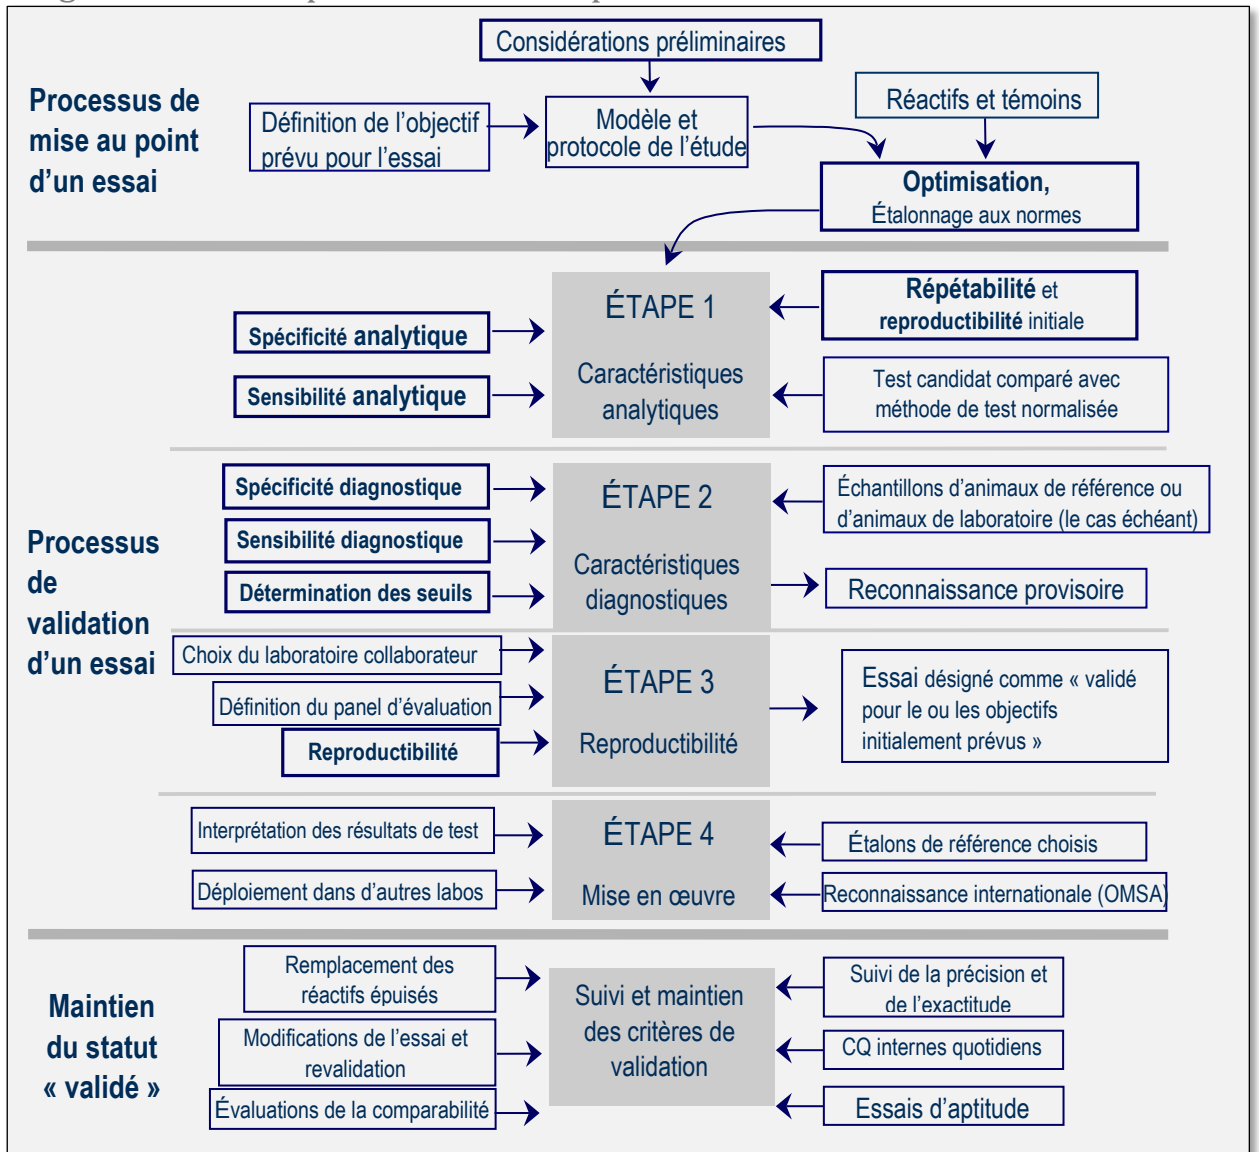 Considérations préliminaires
Processus de
mise au point
d'un essai
Définition de l'objectif
prévu pour l'essai
Modèle et
protocole de l'étude
Réactifs et témoins
Optimisation,
Étalonnage aux normes
Processus
de
validation
d'un essai
ÉTAPE 1
Caractéristiques
analytiques
Spécificité analytique
Sensibilité analytique
Répétabilité et
reproductibilité initiale
Test candidat comparé avec
méthode de test normalisée
ÉTAPE 2
Caractéristiques
diagnostiques
Spécificité diagnostique
Sensibilité diagnostique
Détermination des seuils
Échantillons d'animaux de référence ou
d'animaux de laboratoire (le cas échéant)
Reconnaissance provisoire
Choix du laboratoire collaborateur
Définition du panel d'évaluation
Reproductibilité
ÉTAPE 3
Reproductibilité
Essai désigné comme « validé
pour le ou les objectifs
initialement prévus »
Interprétation des résultats de test
Déploiement dans d'autres labos
ÉTAPE 4
Mise en œuvre
Étalons de référence choisis
Reconnaissance internationale (OMSA)
Maintien
du statut
« validé »
Remplacement des
réactifs épuisés
Modifications de l'essai et
revalidation
Évaluations de la comparabilité
Suivi et maintien
des critères de
validation
Suivi de la précision et
de l'exactitude
CQ internes quotidiens
Essais d'aptitude